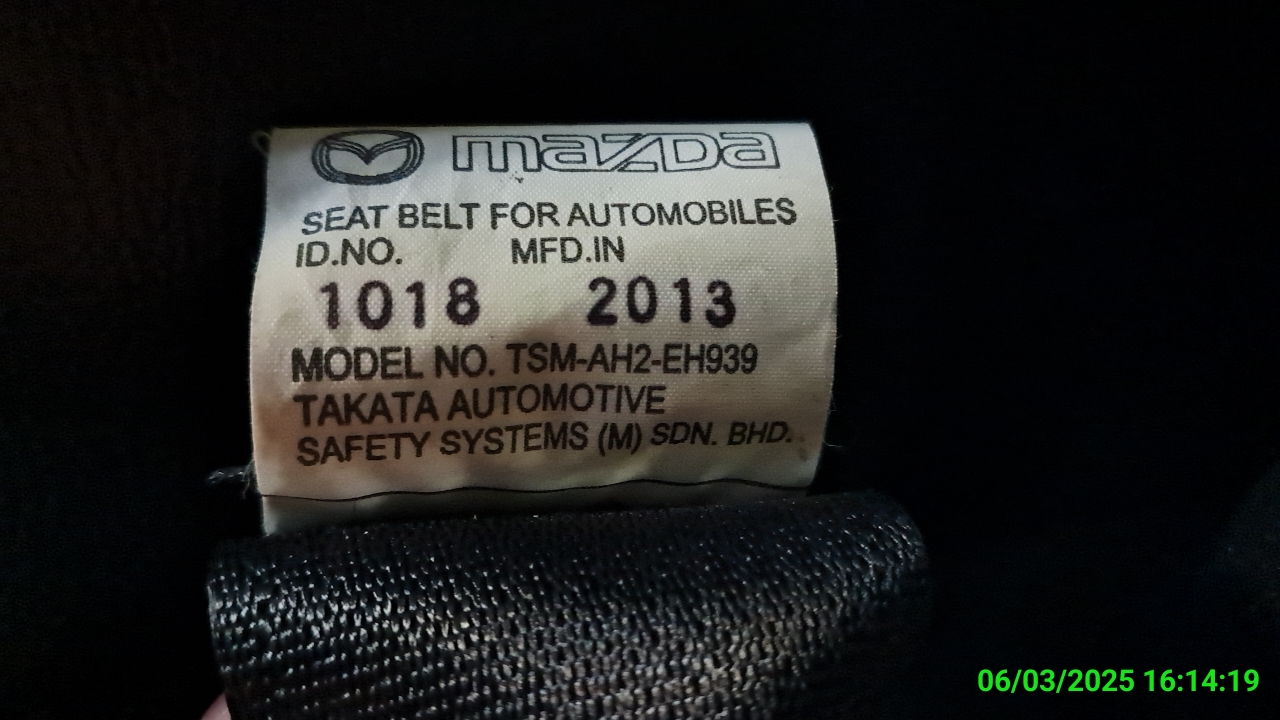 mazda
SEAT BELT FOR AUTOMOBILES
ID.NO. MFD.IN
1018 2013
MODEL NO. TSM-AH2-EH939
TAKATA AUTOMOTIVE
SAFETY SYSTEMS (M) SDN. BHD.
06/03/2025 16:14:19